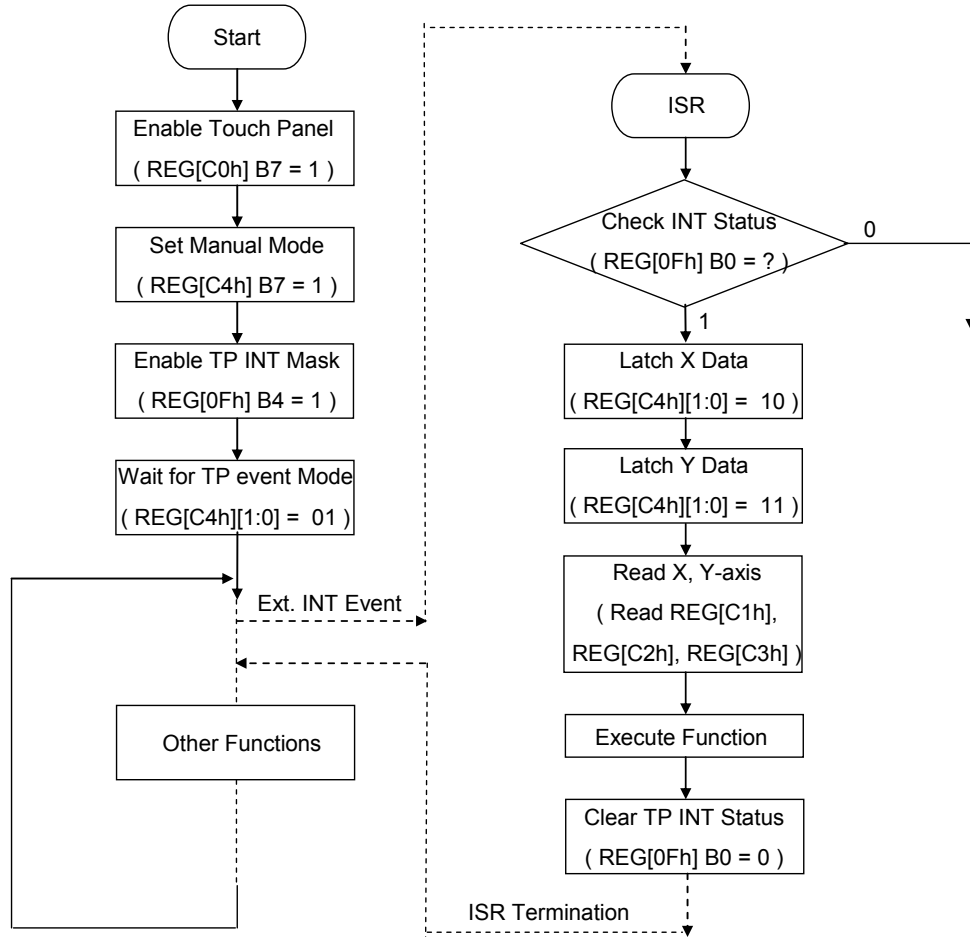 Start
Enable Touch Panel
( REG[C0h] B7 = 1 )
Set Manual Mode
( REG[C4h] B7 = 1 )
Enable TP INT Mask
( REG[0Fh] B4 = 1 )
Wait for TP event Mode
( REG[C4h][1:0] =  01 )
Ext. INT Event
Other Functions
ISR
Check INT Status
( REG[0Fh] B0 = ? )
0
1
Latch X Data
( REG[C4h][1:0] =  10 )
Latch Y Data
( REG[C4h][1:0] =  11 )
Read X, Y-axis
( Read REG[C1h],
REG[C2h], REG[C3h] )
Execute Function
Clear TP INT Status
( REG[0Fh] B0 = 0 )
ISR Termination